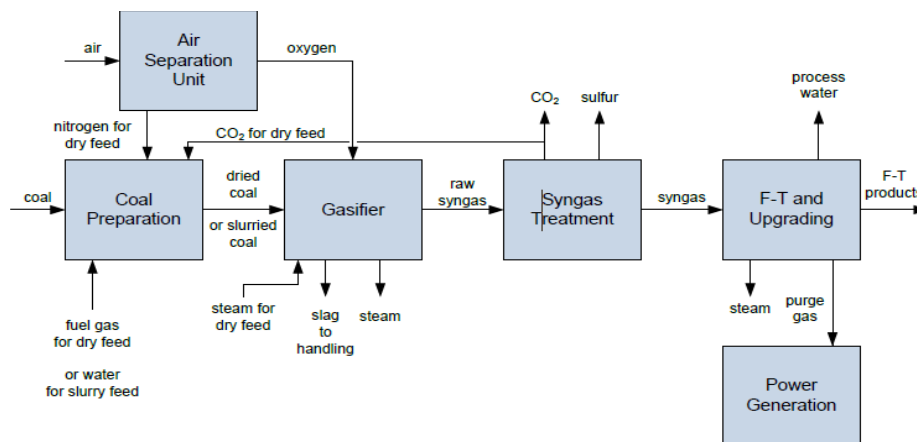 air
Air
Separation
Unit
oxygen
nitrogen for
dry feed
CO₂ for dry feed
CO₂
sulfur
process
water
coal
Coal
Preparation
dried
coal
or slurried
coal
Gasifier
raw
syngas
Syngas
Treatment
syngas
F-T and
Upgrading
F-T
products
fuel gas
for dry feed
or water
for slurry feed
steam for
dry feed
slag
to
handling
steam
steam
purge
gas
Power
Generation